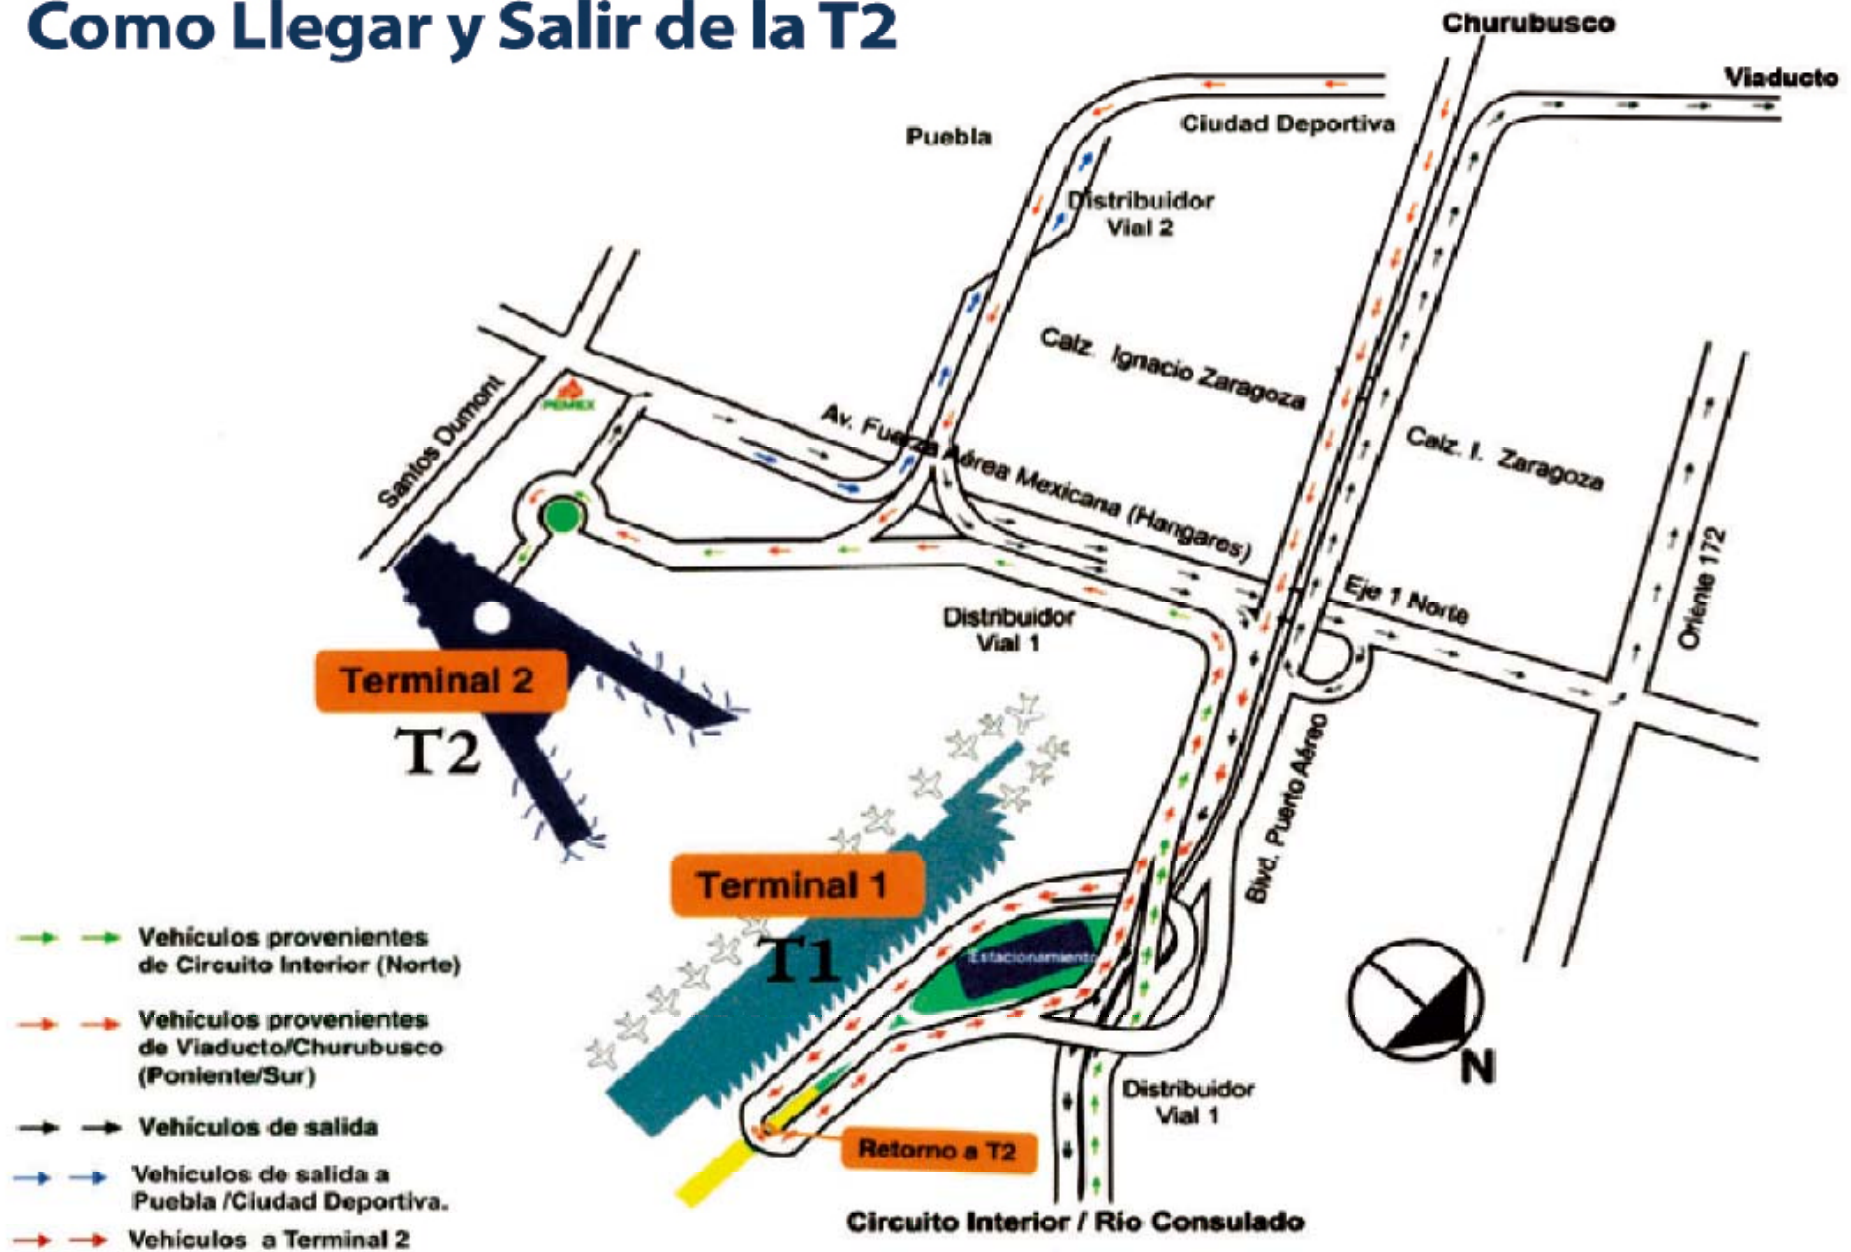 Como Llegar y Salir de la T2
Churubusco
Viaducto
Puebla
Ciudad Deportiva
Distribuidor
Vial 2
Calz. Ignacio Zaragoza
Santos Dumont
PEMEX
Av. Fuerza Aérea Mexicana (Hangares)
Calz. I. Zaragoza
Oriente 172
Eje 1 Norte
Distribuidor
Vial 1
Terminal 2
T2
Blvd. Puerto Aéreo
Terminal 1
T1
Estacionamiento
Vehículos provenientes
de Circuito Interior (Norte)
Vehículos provenientes
de Viaducto/Churubusco
(Poniente/Sur)
Vehículos de salida
Vehículos de salida a
Puebla /Ciudad Deportiva.
Vehículos a Terminal 2
N
Distribuidor
Vial 1
Retorno a T2
Circuito Interior / Río Consulado